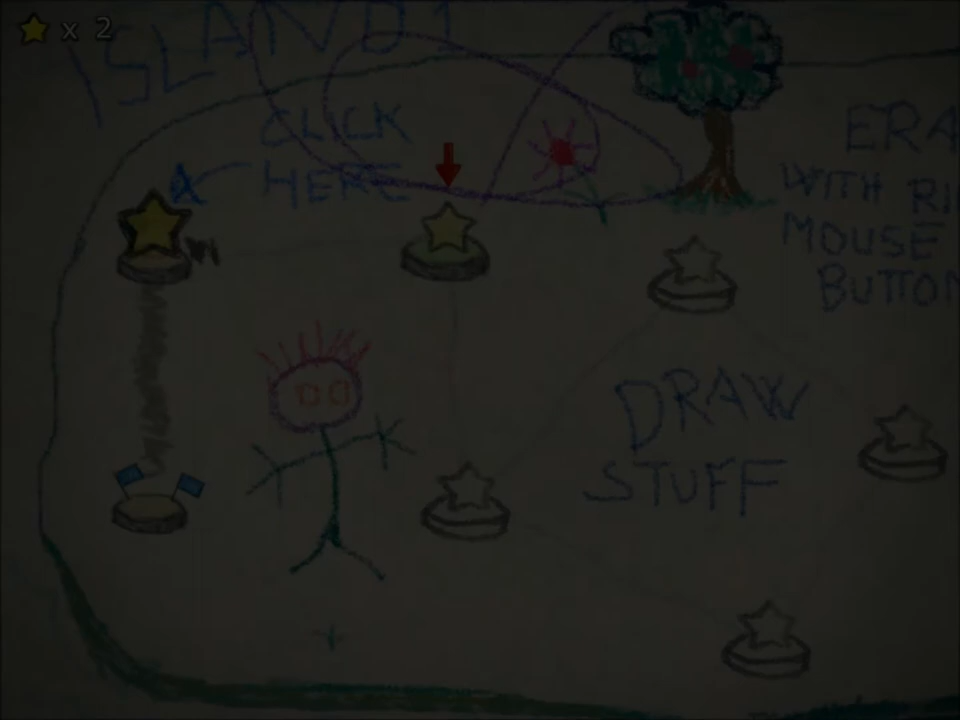 x 2
ISLAND 1
CLICK
HERE
ERA
WITH RI
MOUSE
BUTTON
DRAW
STUFF